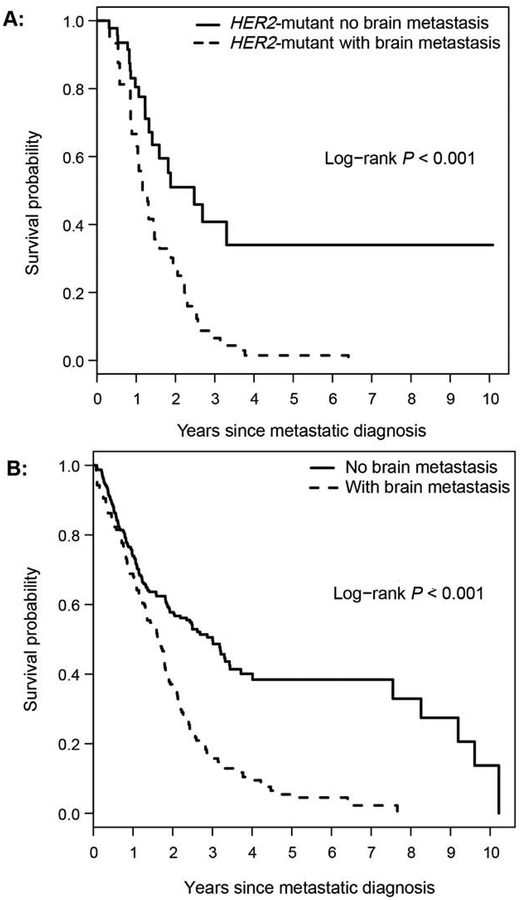 A:
HER2-mutant no brain metastasis
HER2-mutant with brain metastasis
Log-rank P < 0.001
Survival probability
1.0
0.8
0.6
0.4
0.2
0.0
0 1 2 3 4 5 6 7 8 9 10
Years since metastatic diagnosis
B:
No brain metastasis
With brain metastasis
Log-rank P < 0.001
Survival probability
1.0
0.8
0.6
0.4
0.2
0.0
0 1 2 3 4 5 6 7 8 9 10
Years since metastatic diagnosis